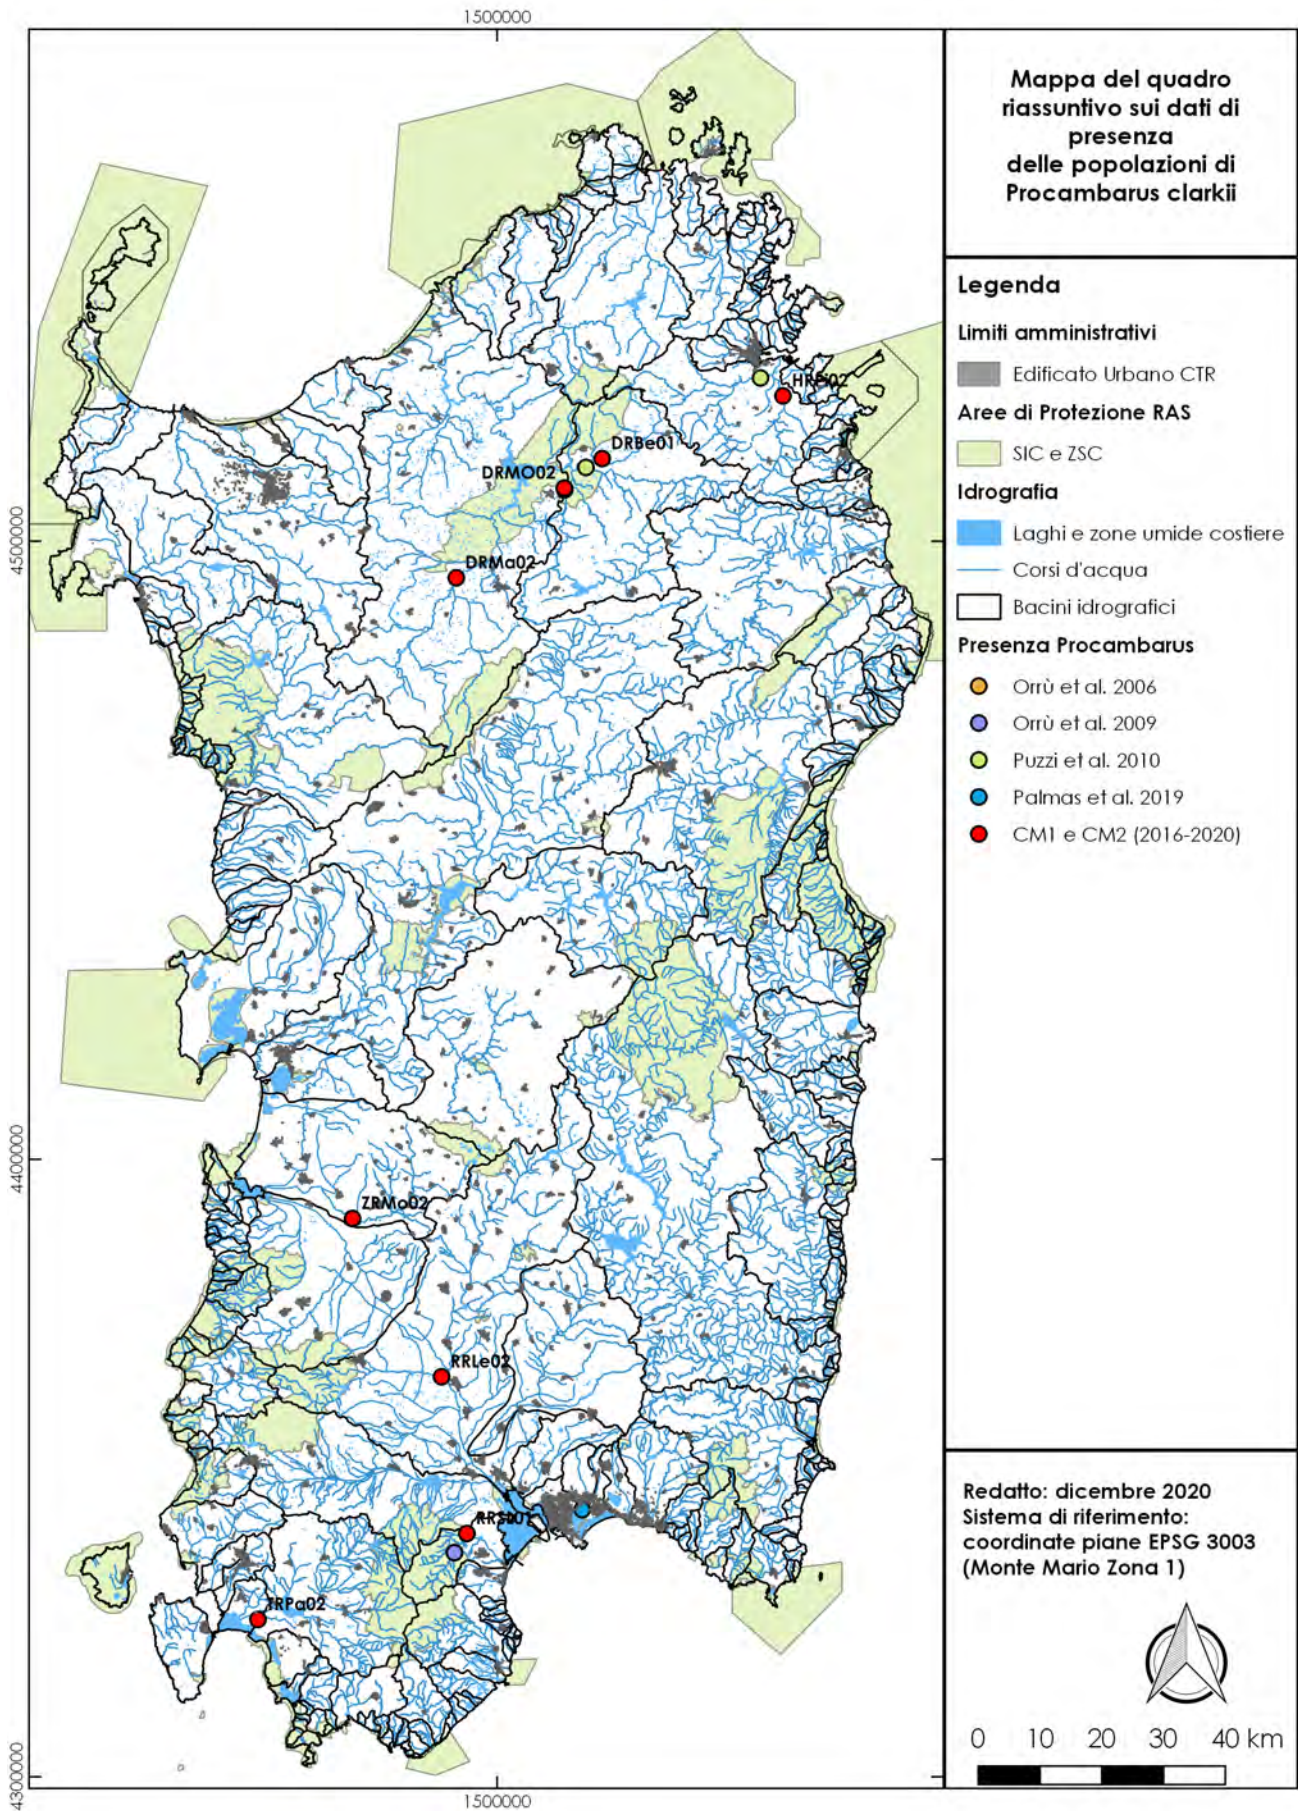 1500000
Mappa del quadro
riassuntivo sui dati di
presenza
delle popolazioni di
Procambarus clarkii
Legenda
Limiti amministrativi
Edificato Urbano CTR
Aree di Protezione RAS
SIC e ZSC
Idrografia
Laghi e zone umide costiere
Corsi d'acqua
Bacini idrografici
Presenza Procambarus
Orrù et al. 2006
Orrù et al. 2009
Puzzi et al. 2010
Palmas et al. 2019
CM1 e CM2 (2016-2020)
HRPi02
DRBe01
DRMO02
DRMa02
ZRMo02
RRLe02
TRPa02
4500000
4400000
4300000
1500000
Redatto: dicembre 2020
Sistema di riferimento:
coordinate piane EPSG 3003
(Monte Mario Zona 1)
0 10 20 30 40 km